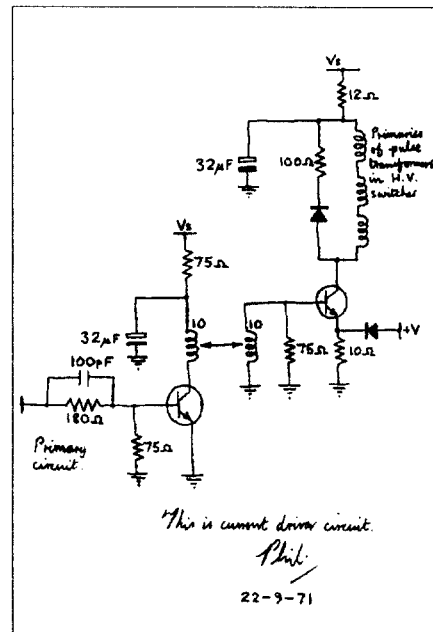 Vs
12Ω
Primaries
of pulse
transformers
in H.V.
switches
100Ω
32μF
Vs
75Ω
10
10
32μF
75Ω
10Ω
+V
100pF
180Ω
75Ω
Primary
circuit.
This is current driver circuit.
Phil.
22-9-71